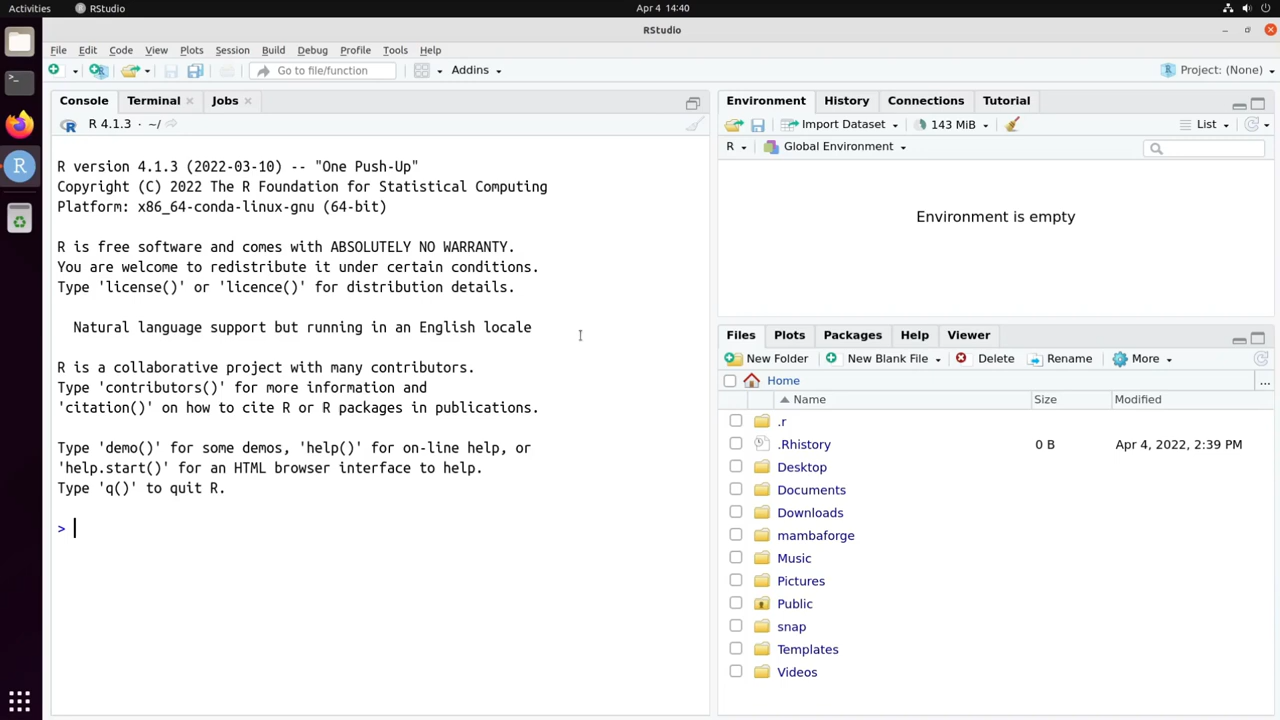 Activities RStudio Apr 4 14:40
RStudio
File Edit Code View Plots Session Build Debug Profile Tools Help
Go to file/function Addins Project: (None)
Console Terminal Jobs
R 4.1.3 · ~/
R version 4.1.3 (2022-03-10) -- "One Push-Up"
Copyright (C) 2022 The R Foundation for Statistical Computing
Platform: x86_64-conda-linux-gnu (64-bit)
R is free software and comes with ABSOLUTELY NO WARRANTY.
You are welcome to redistribute it under certain conditions.
Type 'license()' or 'licence()' for distribution details.
Natural language support but running in an English locale
R is a collaborative project with many contributors.
Type 'contributors()' for more information and
'citation()' on how to cite R or R packages in publications.
Type 'demo()' for some demos, 'help()' for on-line help, or
'help.start()' for an HTML browser interface to help.
Type 'q()' to quit R.
>
Environment History Connections Tutorial
Import Dataset 143 MiB List
R Global Environment
Environment is empty
Files Plots Packages Help Viewer
New Folder New Blank File Delete Rename More
Home ...
Name Size Modified
.r
.Rhistory 0 B Apr 4, 2022, 2:39 PM
Desktop
Documents
Downloads
mambaforge
Music
Pictures
Public
snap
Templates
Videos